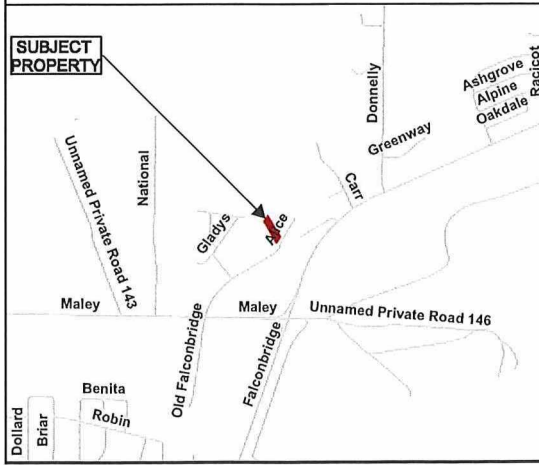 SUBJECT
PROPERTY
Ashgrove
Alpine
Oakdale
Racicot
Donnelly
Greenway
Carr
Unnamed Private Road 143
National
Gladys
Maley
Maley
Unnamed Private Road 146
Old Falconbridge
Falconbridge
Benita
Robin
Dollard
Briar